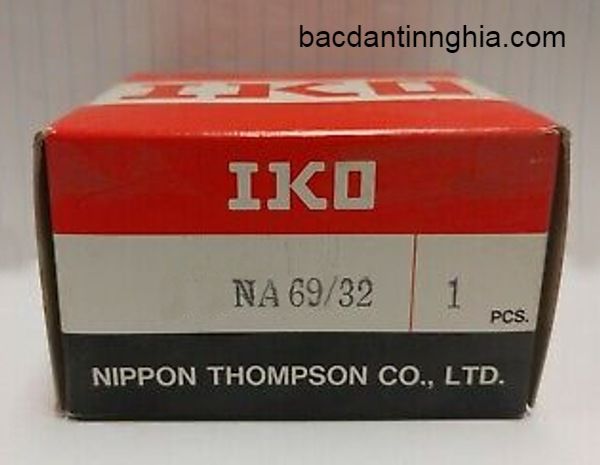 bacdantinnghia.com
IKO
IKO
NA 69/32 1 PCS.
NIPPON THOMPSON CO., LTD.